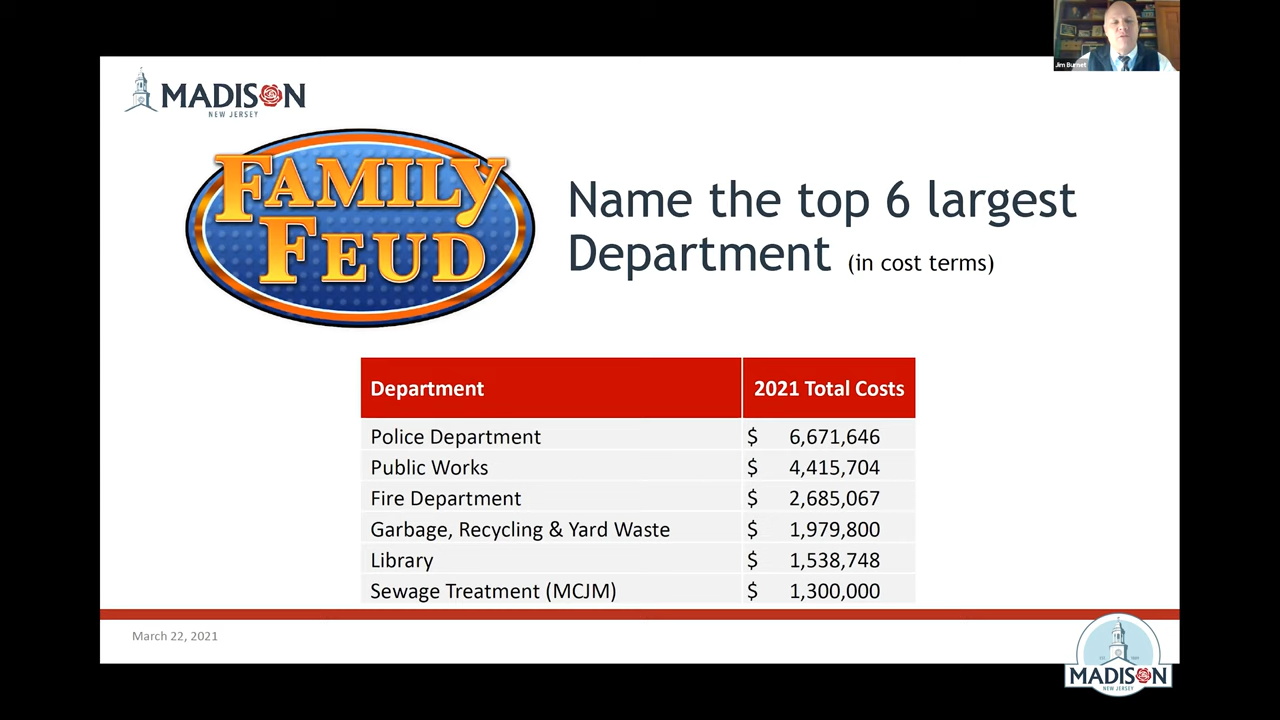 Jim Burnet
MADISON
NEW JERSEY
FAMILY
FEUD
Name the top 6 largest
Department (in cost terms)
Department 2021 Total Costs
Police Department $ 6,671,646
Public Works $ 4,415,704
Fire Department $ 2,685,067
Garbage, Recycling & Yard Waste $ 1,979,800
Library $ 1,538,748
Sewage Treatment (MCJM) $ 1,300,000
March 22, 2021
MADISON
NEW JERSEY